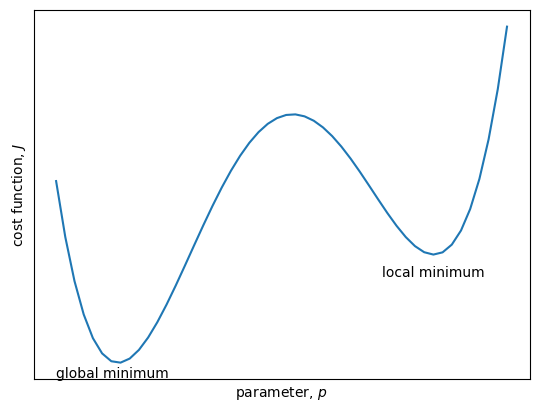 cost function, J
local minimum
global minimum
parameter, p